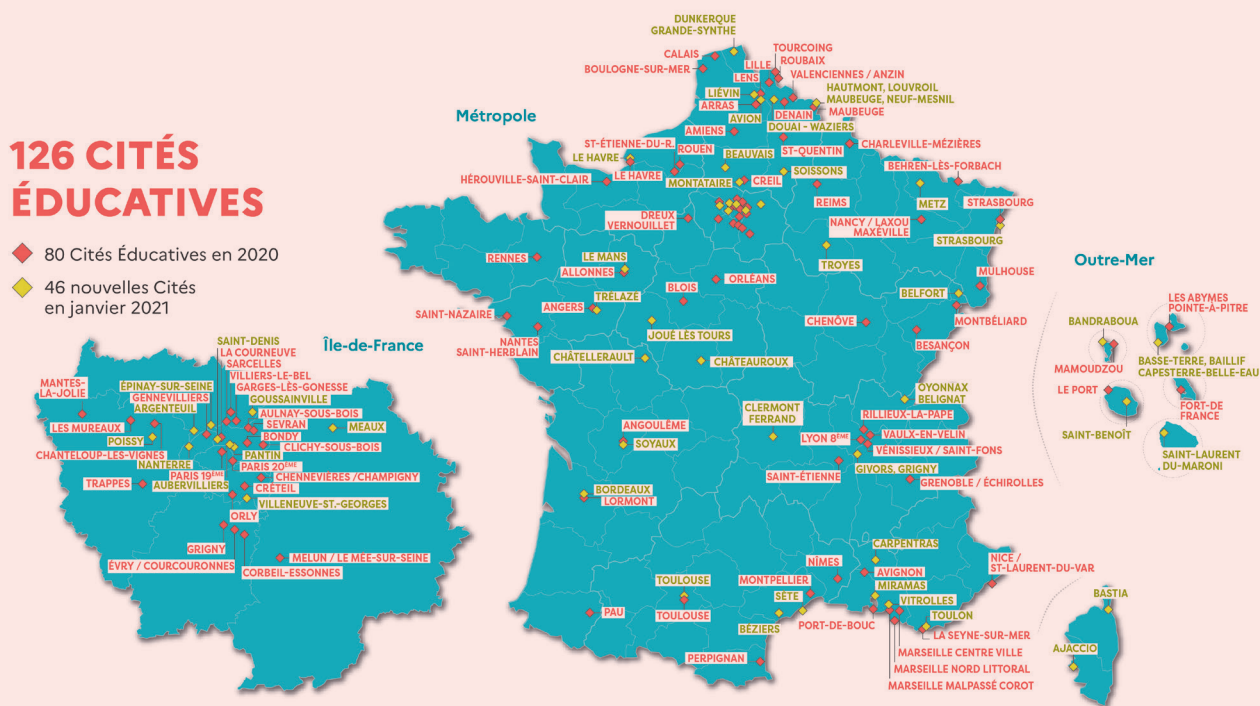 126 CITÉS
ÉDUCATIVES
80 Cités Éducatives en 2020
46 nouvelles Cités
en janvier 2021
Métropole
DUNKERQUE
GRANDE-SYNTHE
CALAIS
BOULOGNE-SUR-MER
TOURCOING
ROUBAIX
LILLE
LENS
VALENCIENNES / ANZIN
LIÉVIN
HAUTMONT, LOUVROIL
MAUBEUGE, NEUF-MESNIL
ARRAS
MAUBEUGE
AVION
DENAIN
DOUAI - WAZIERS
AMIENS
ST-ÉTIENNE-DU-R.
ROUEN
ST-QUENTIN
CHARLEVILLE-MÉZIÈRES
LE HAVRE
BEAUVAIS
BEHREN-LÈS-FORBACH
HÉROUVILLE-SAINT-CLAIR
LE HAVRE
MONTATAIRE
CREIL
SOISSONS
REIMS
METZ
STRASBOURG
DREUX
VERNOUILLET
NANCY / LAXOU
MAXÉVILLE
STRASBOURG
RENNES
LE MANS
ALLONNES
TROYES
ORLÉANS
MULHOUSE
BLOIS
BELFORT
ANGERS
TRÉLAZE
SAINT-NÄZAIRE
CHENÔVE
MONTBÉLIARD
NANTES
SAINT-HERBLAIN
JOUÉ LÈS TOURS
BESANÇON
CHÂTELLERAULT
CHÂTEAUROUX
OYONNAX
BELIGNAT
CLERMONT
FERRAND
RILLIEUX-LA-PAPE
ANGOULÊME
SOYAUX
LYON 8ÈME
VAULX-EN-VELIN
VÉNISSIEUX / SAINT-FONS
SAINT-ÉTIENNE
GIVORS, GRIGNY
GRENOBLE / ÉCHIROLLES
BORDEAUX
LORMONT
CARPENTRAS
NICE /
ST-LAURENT-DU-VAR
NÎMES
AVIGNON
TOULOUSE
MONTPELLIER
MIRAMAS
SÈTE
VITROLLES
PAU
TOULOUSE
TOULON
BÉZIERS
PORT-DE-BOUC
LA SEYNE-SUR-MER
PERPIGNAN
MARSEILLE CENTRE VILLE
MARSEILLE NORD LITTORAL
MARSEILLE MALPASSÉ COROT
BASTIA
AJACCIO
Outre-Mer
LES ABYMES
POINTE-À-PITRE
BANDRABOUA
BASSE-TERRE, BAILLIF
CAPESTERRE-BELLE-EAU
MAMOUDZOU
LE PORT
FORT-DE
FRANCE
SAINT-BENOÎT
SAINT-LAURENT
DU-MARONI
Île-de-France
SAINT-DENIS
LA COURNEUVE
SARCELLES
VILLIERS-LE-BEL
GARGES-LÈS-GONESSE
GOUSSAINVILLE
MANTES-
LA-JOLIE
ÉPINAY-SUR-SEINE
GENNEVILLIERS
ARGENTEUIL
AULNAY-SOUS-BOIS
SEVRAN
LES MUREAUX
MEAUX
BONDY
POISSY
CLICHY-SOUS-BOIS
CHANTELOUP-LES-VIGNES
PANTIN
NANTERRE
PARIS 20ÈME
PARIS 19ÈME
CHENNEVIERES /CHAMPIGNY
TRAPPES
AUBERVILLIERS
CRÉTEIL
VILLENEUVE-ST.-GEORGES
ORLY
GRIGNY
MELUN / LE MEE-SUR-SEINE
ÉVRY / COURCOURONNES
CORBEIL-ESSONNES